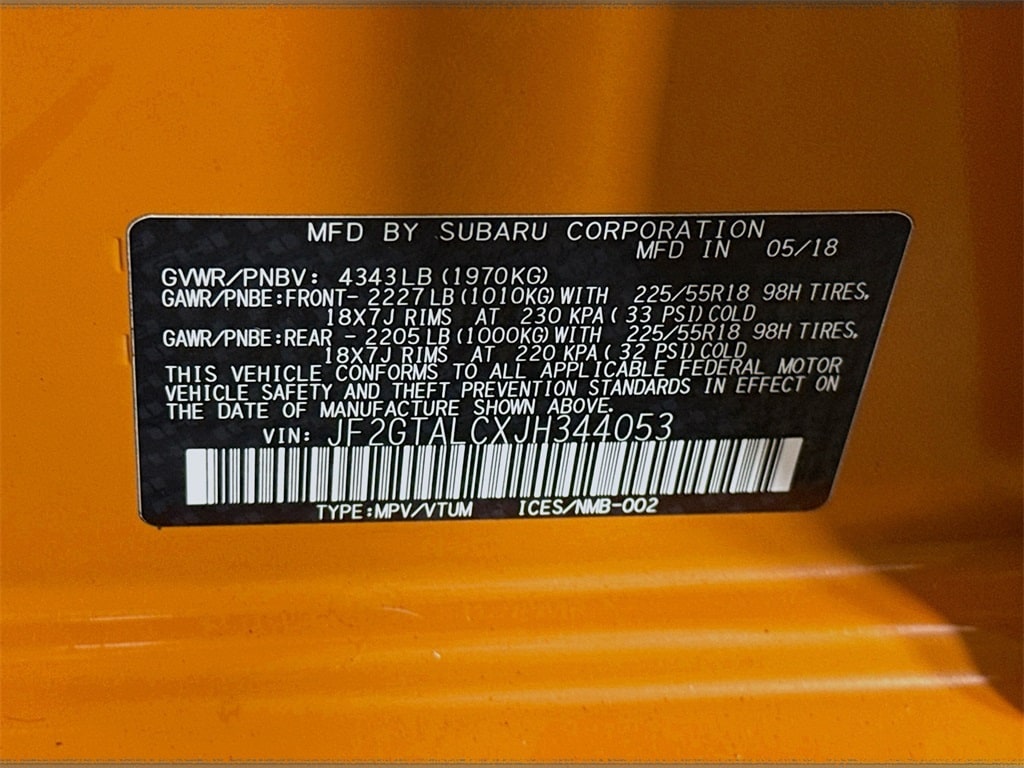 MFD BY SUBARU CORPORATION
MFD IN 05/18
GVWR/PNBV: 4343LB(1970KG)
GAWR/PNBE:FRONT- 2227LB(1010KG)WITH 225/55R18 98H TIRES,
18X7J RIMS AT 230 KPA( 33 PSI)COLD
GAWR/PNBE:REAR - 2205LB(1000KG)WITH 225/55R18 98H TIRES,
18X7J RIMS AT 220 KPA( 32 PSI)COLD
THIS VEHICLE CONFORMS TO ALL APPLICABLE FEDERAL MOTOR
VEHICLE SAFETY AND THEFT PREVENTION STANDARDS IN EFFECT ON
THE DATE OF MANUFACTURE SHOWN ABOVE.
VIN: JF2GTALCXJH344053
TYPE:MPV/VTUM ICES/NMB-002